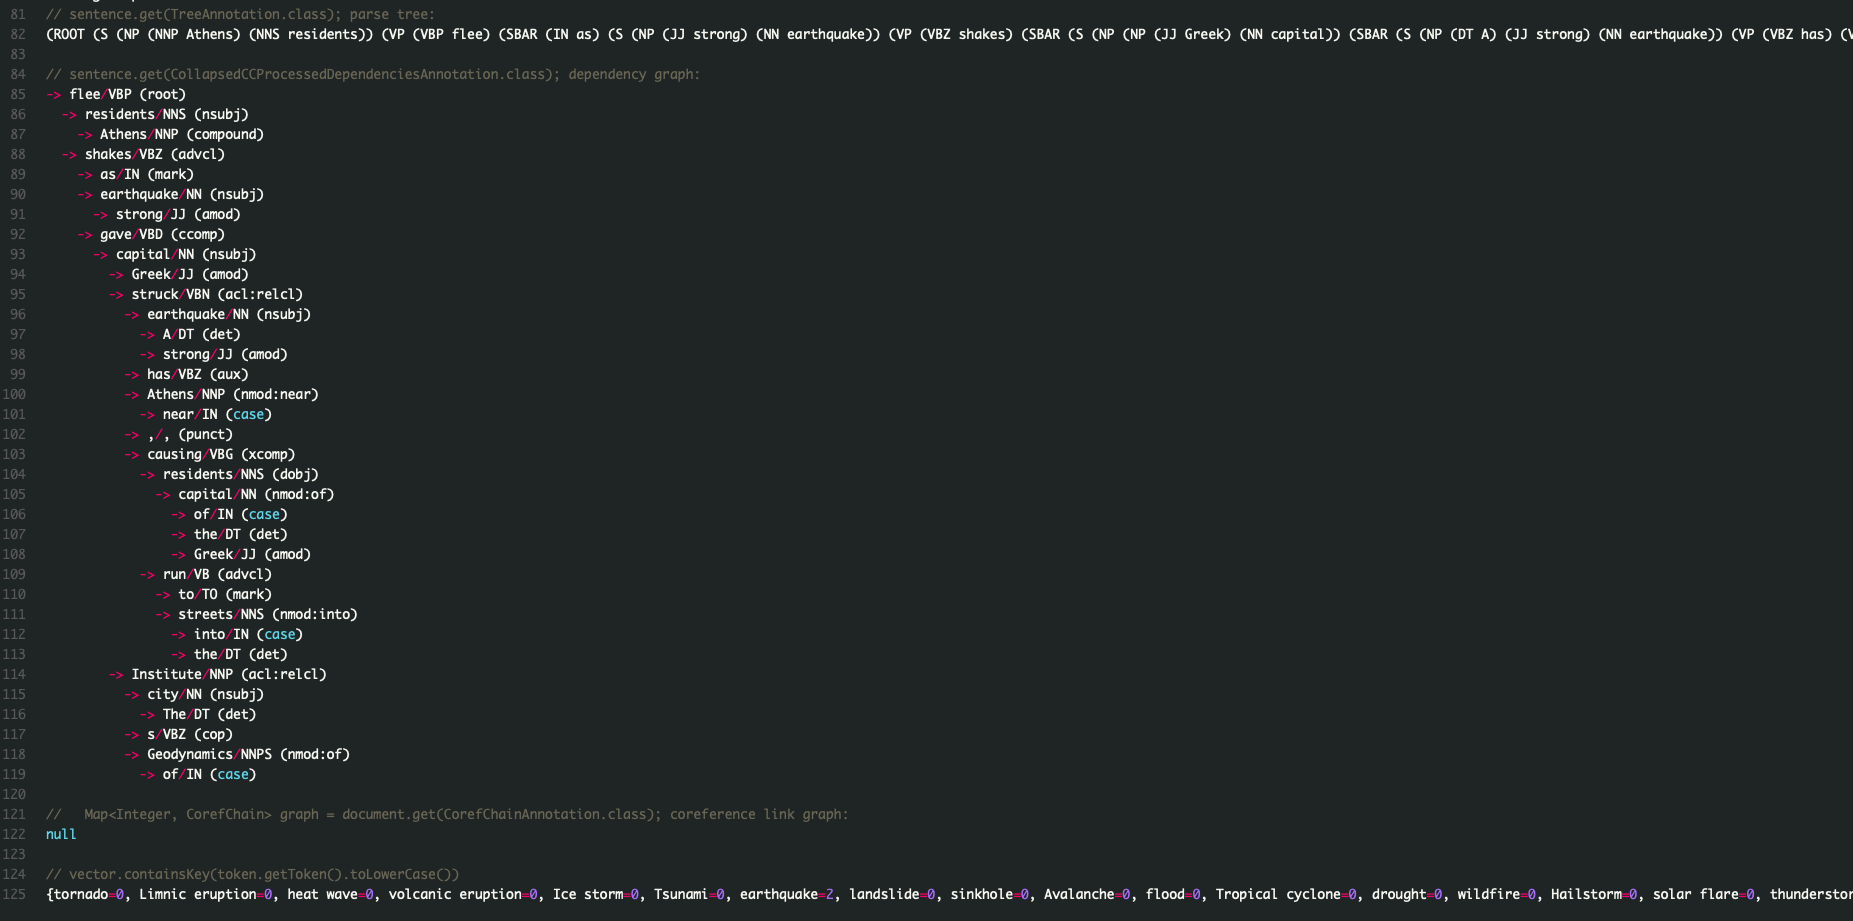 81 // sentence.get(TreeAnnotation.class); parse tree:
82 (ROOT (S (NP (NNP Athens) (NNS residents)) (VP (VBP flee) (SBAR (IN as) (S (NP (JJ strong) (NN earthquake)) (VP (VBZ shakes) (SBAR (S (NP (NP (JJ Greek) (NN capital)) (SBAR (S (NP (DT A) (JJ strong) (NN earthquake)) (VP (VBZ has) (V
83
84 // sentence.get(CollapsedCCProcessedDependenciesAnnotation.class); dependency graph:
85 -> flee/VBP (root)
86 -> residents/NNS (nsubj)
87 -> Athens/NNP (compound)
88 -> shakes/VBZ (advcl)
89 -> as/IN (mark)
90 -> earthquake/NN (nsubj)
91 -> strong/JJ (amod)
92 -> gave/VBD (ccomp)
93 -> capital/NN (nsubj)
94 -> Greek/JJ (amod)
95 -> struck/VBN (acl:relcl)
96 -> earthquake/NN (nsubj)
97 -> A/DT (det)
98 -> strong/JJ (amod)
99 -> has/VBZ (aux)
100 -> Athens/NNP (nmod:near)
101 -> near/IN (case)
102 -> ,/, (punct)
103 -> causing/VBG (xcomp)
104 -> residents/NNS (dobj)
105 -> capital/NN (nmod:of)
106 -> of/IN (case)
107 -> the/DT (det)
108 -> Greek/JJ (amod)
109 -> run/VB (advcl)
110 -> to/TO (mark)
111 -> streets/NNS (nmod:into)
112 -> into/IN (case)
113 -> the/DT (det)
114 -> Institute/NNP (acl:relcl)
115 -> city/NN (nsubj)
116 -> The/DT (det)
117 -> s/VBZ (cop)
118 -> Geodynamics/NNPS (nmod:of)
119 -> of/IN (case)
120
121 // Map<Integer, CorefChain> graph = document.get(CorefChainAnnotation.class); coreference link graph:
122 null
123
124 // vector.containsKey(token.getToken().toLowerCase())
125 {tornado=0, Limnic eruption=0, heat wave=0, volcanic eruption=0, Ice storm=0, Tsunami=0, earthquake=2, landslide=0, sinkhole=0, Avalanche=0, flood=0, Tropical cyclone=0, drought=0, wildfire=0, Hailstorm=0, solar flare=0, thunderstor